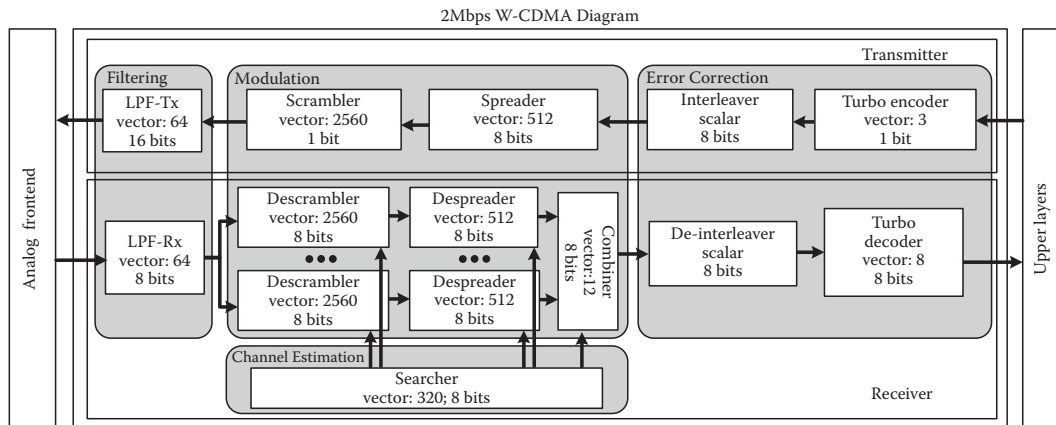 2Mbps W-CDMA Diagram
Analog frontend
Upper layers
Transmitter
Filtering
LPF-Tx
vector: 64
16 bits
Modulation
Scrambler
vector: 2560
1 bit
Spreader
vector: 512
8 bits
Error Correction
Interleaver
scalar
8 bits
Turbo encoder
vector: 3
1 bit
LPF-Rx
vector: 64
8 bits
Descrambler
vector: 2560
8 bits
Despreader
vector: 512
8 bits
Descrambler
vector: 2560
8 bits
Despreader
vector: 512
8 bits
Combiner
vector:12
8 bits
De-interleaver
scalar
8 bits
Turbo
decoder
vector: 8
8 bits
Channel Estimation
Searcher
vector: 320; 8 bits
Receiver